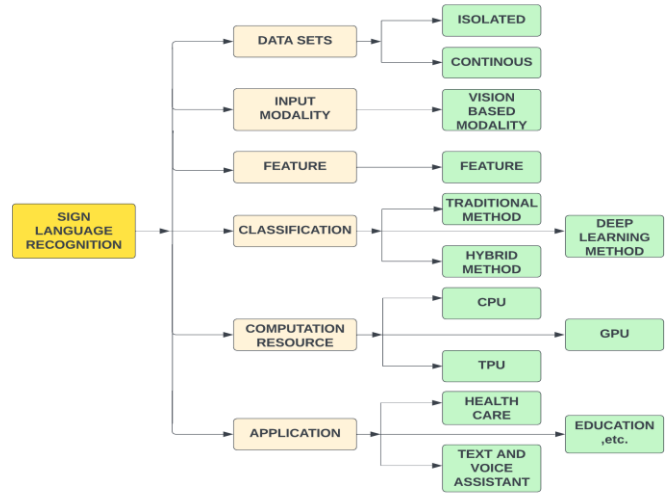 SIGN
LANGUAGE
RECOGNITION
DATA SETS
ISOLATED
CONTINOUS
INPUT
MODALITY
VISION
BASED
MODALITY
FEATURE
FEATURE
CLASSIFICATION
TRADITIONAL
METHOD
DEEP
LEARNING
METHOD
HYBRID
METHOD
COMPUTATION
RESOURCE
CPU
GPU
TPU
APPLICATION
HEALTH
CARE
EDUCATION
,etc.
TEXT AND
VOICE
ASSISTANT